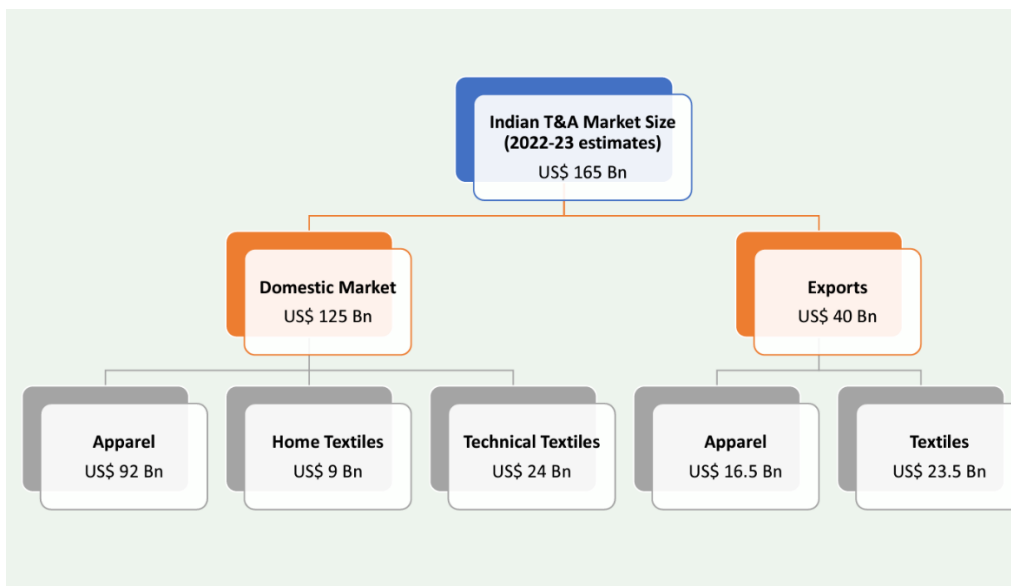 Indian T&A Market Size
(2022-23 estimates)
US$ 165 Bn
Domestic Market
US$ 125 Bn
Exports
US$ 40 Bn
Apparel
US$ 92 Bn
Home Textiles
US$ 9 Bn
Technical Textiles
US$ 24 Bn
Apparel
US$ 16.5 Bn
Textiles
US$ 23.5 Bn